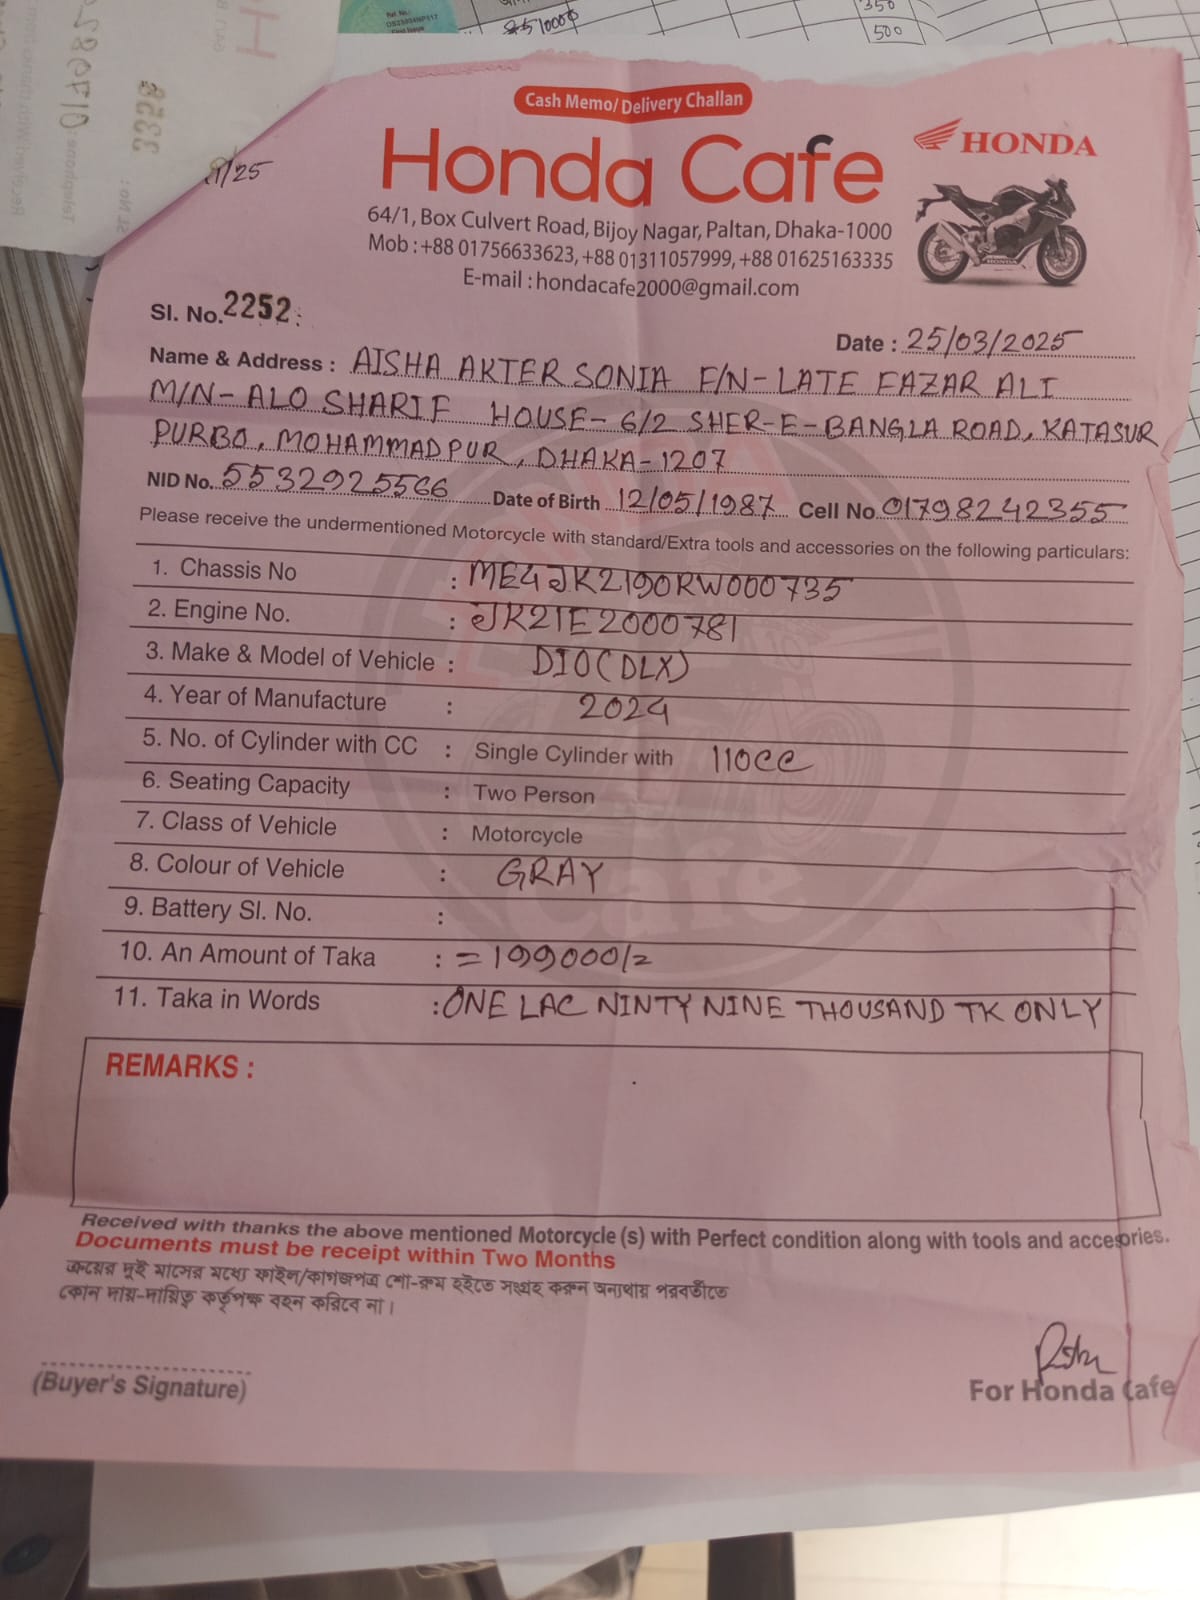 8510000
350
500
017082
3328
/25
Cash Memo/Delivery Challan
Honda Cafe
HONDA
64/1, Box Culvert Road, Bijoy Nagar, Paltan, Dhaka-1000
Mob : +88 01756633623, +88 01311057999, +88 01625163335
E-mail : hondacafe2000@gmail.com
Sl. No. 2252
Date : 25/03/2025
Name & Address : AISHA AKTER SONIA F/N-LATE FAZAR ALI
M/N-ALO SHARIF HOUSE-6/2 SHER-E-BANGLA ROAD, KATASUR
PURBO, MOHAMMADPUR, DHAKA-1207
NID No. 5532925566 Date of Birth 12/05/1987 Cell No 01798242355
Please receive the undermentioned Motorcycle with standard/Extra tools and accessories on the following particulars:
1. Chassis No : ME4JK2190RW000735
2. Engine No. : JK21E2000781
3. Make & Model of Vehicle : DIO(DLX)
4. Year of Manufacture : 2024
5. No. of Cylinder with CC : Single Cylinder with 110cc
6. Seating Capacity : Two Person
7. Class of Vehicle : Motorcycle
8. Colour of Vehicle : GRAY
9. Battery Sl. No. :
10. An Amount of Taka : =199000/=
11. Taka in Words : ONE LAC NINTY NINE THOUSAND TK ONLY
REMARKS :
Received with thanks the above mentioned Motorcycle (s) with Perfect condition along with tools and accesories.
Documents must be receipt within Two Months
ক্রয়ের দুই মাসের মধ্যে ফাইল/কাগজপত্র শো-রুম হইতে সংগ্রহ করুন অন্যথায় পরবর্তীতে
কোন দায়-দায়িত্ব কর্তৃপক্ষ বহন করিবে না।
(Buyer's Signature)
For Honda Cafe